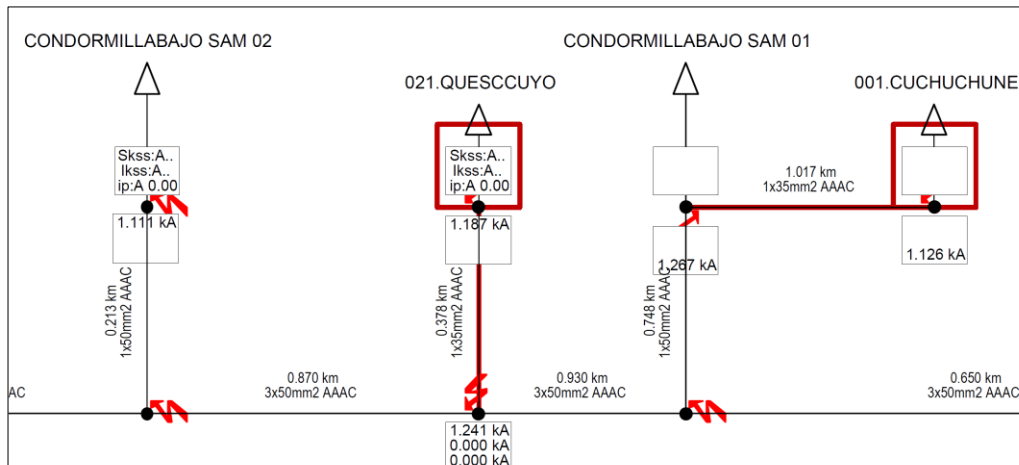 CONDORMILLABAJO SAM 02
CONDORMILLABAJO SAM 01
021.QUESCCUYO
001.CUCHUCHUNE
Skss:A..
Ikss:A..
ip:A 0.00
Skss:A..
Ikss:A..
ip:A 0.00
1.017 km
1x35mm2 AAAC
1.111 kA
1.187 kA
1.267 kA
1.126 kA
0.213 km
1x50mm2 AAAC
0.378 km
1x35mm2 AAAC
0.748 km
1x50mm2 AAAC
AC
0.870 km
3x50mm2 AAAC
0.930 km
3x50mm2 AAAC
0.650 km
3x50mm2 AAAC
1.241 kA
0.000 kA
0.000 kA